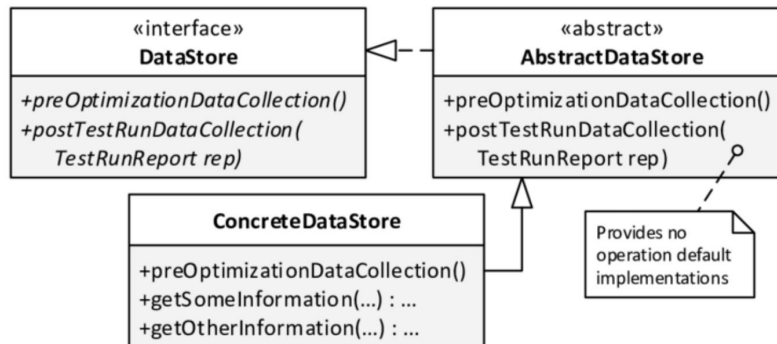 «interface»
DataStore
+preOptimizationDataCollection()
+postTestRunDataCollection(
TestRunReport rep)
«abstract»
AbstractDataStore
+preOptimizationDataCollection()
+postTestRunDataCollection(
TestRunReport rep)
ConcreteDataStore
+preOptimizationDataCollection()
+getSomeInformation(...) : ...
+getOtherInformation(...) : ...
Provides no
operation default
implementations